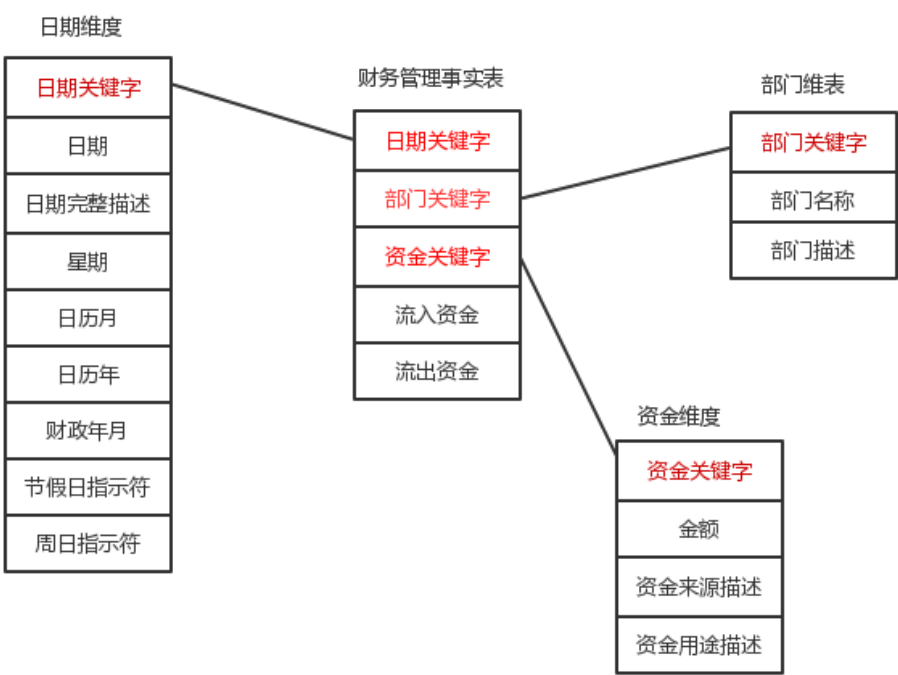 日期维度
日期关键字
日期
日期完整描述
星期
日历月
日历年
财政年月
节假日指示符
周日指示符
财务管理事实表
日期关键字
部门关键字
资金关键字
流入资金
流出资金
部门维表
部门关键字
部门名称
部门描述
资金维度
资金关键字
金额
资金来源描述
资金用途描述